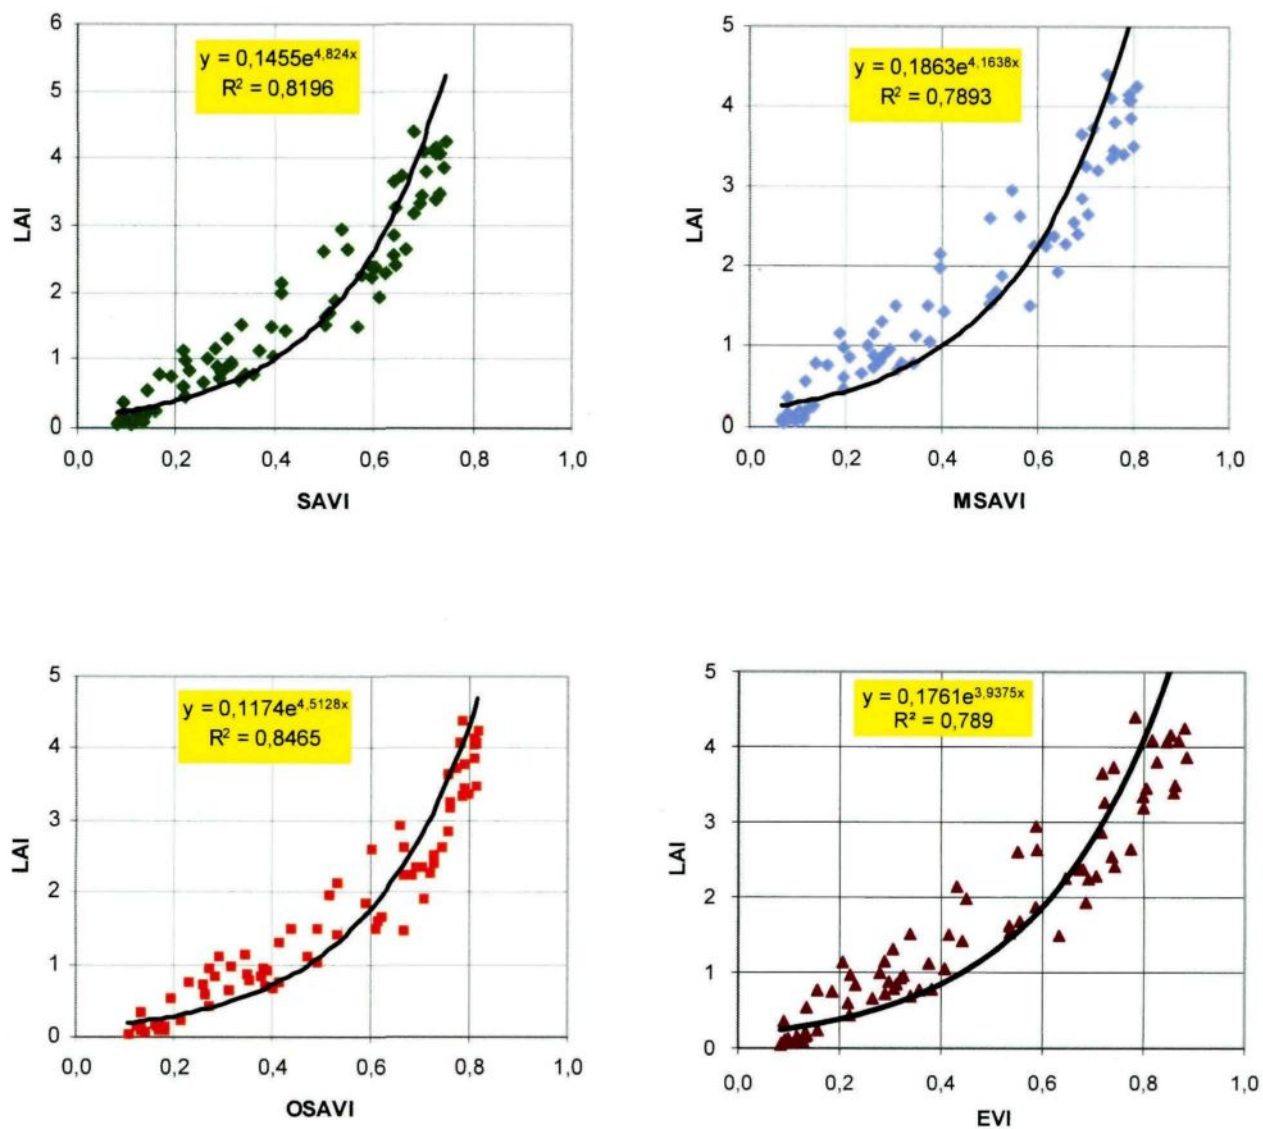 6
5
4
3
2
1
0
LAI
y = 0,1455e^4,824x
R² = 0,8196
0,0 0,2 0,4 0,6 0,8 1,0
SAVI
5
4
3
2
1
0
LAI
y = 0,1863e^4,1638x
R² = 0,7893
0,0 0,2 0,4 0,6 0,8 1,0
MSAVI
5
4
3
2
1
0
LAI
y = 0,1174e^4,5128x
R² = 0,8465
0,0 0,2 0,4 0,6 0,8 1,0
OSAVI
5
4
3
2
1
0
LAI
y = 0,1761e^3,9375x
R² = 0,789
0,0 0,2 0,4 0,6 0,8 1,0
EVI